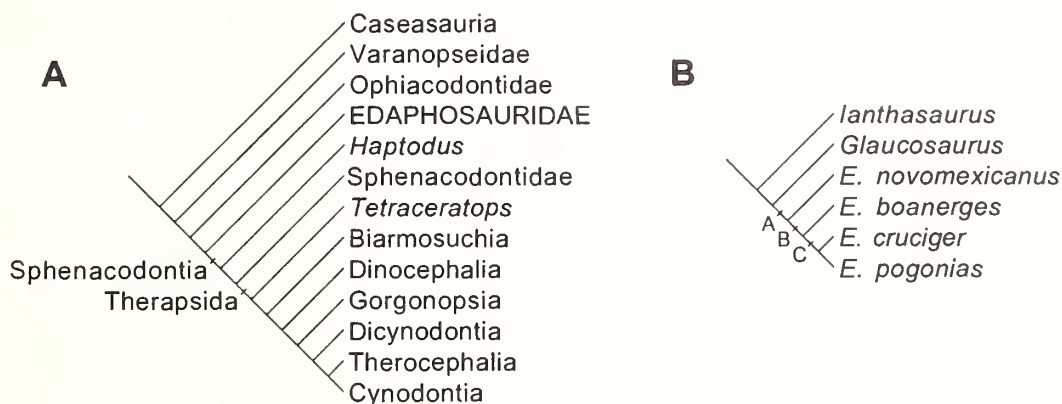 A
Caseasauria
Varanopseidae
Ophiacodontidae
EDAPHOSAURIDAE
Haptodus
Sphenacodontidae
Tetraceratops
Biarmosuchia
Dinocephalia
Gorgonopsia
Dicynodontia
Therocephalia
Cynodontia
Sphenacodontia
Therapsida
B
Ianthasaurus
Glaucosaurus
E. novomexicanus
E. boanerges
E. cruciger
E. pogonias
A
B
C